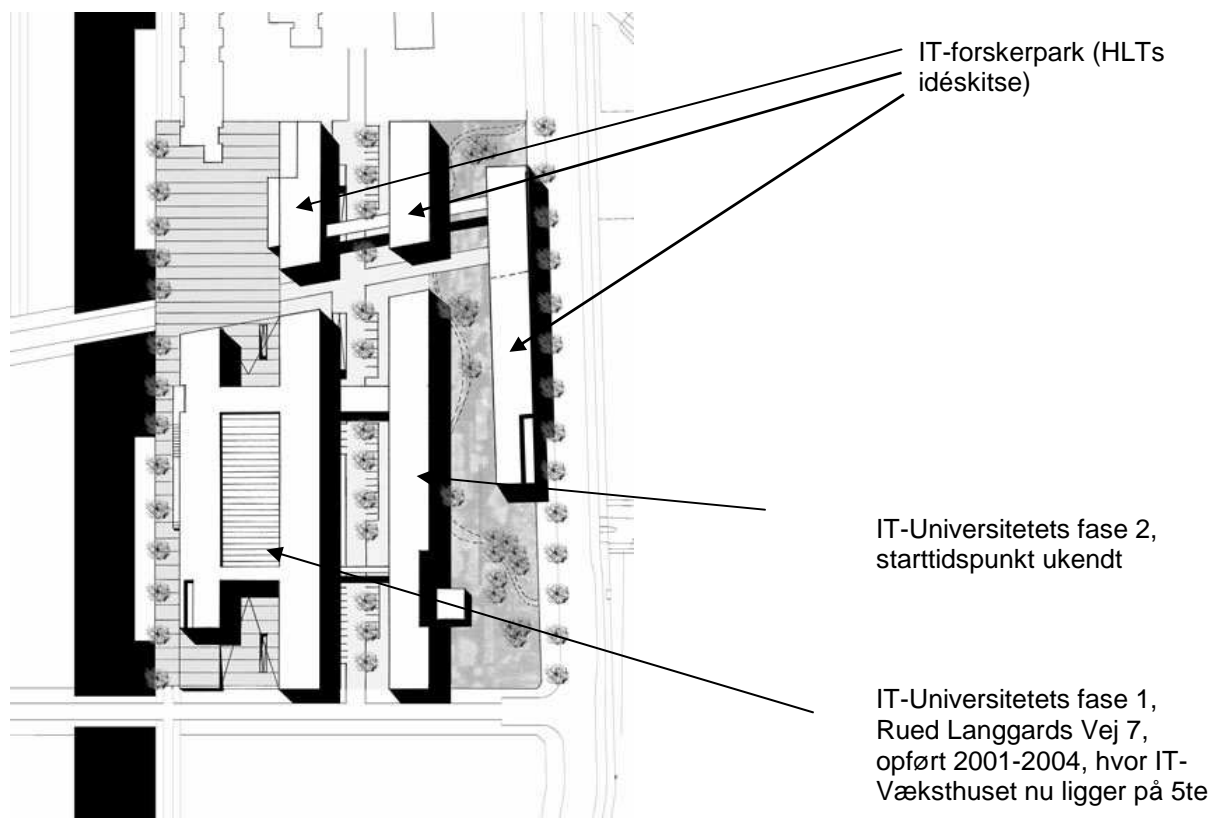 IT-forskerpark (HLTs
idéskitse)
IT-Universitetets fase 2,
starttidspunkt ukendt
IT-Universitetets fase 1,
Rued Langgards Vej 7,
opført 2001-2004, hvor IT-
Væksthuset nu ligger på 5te